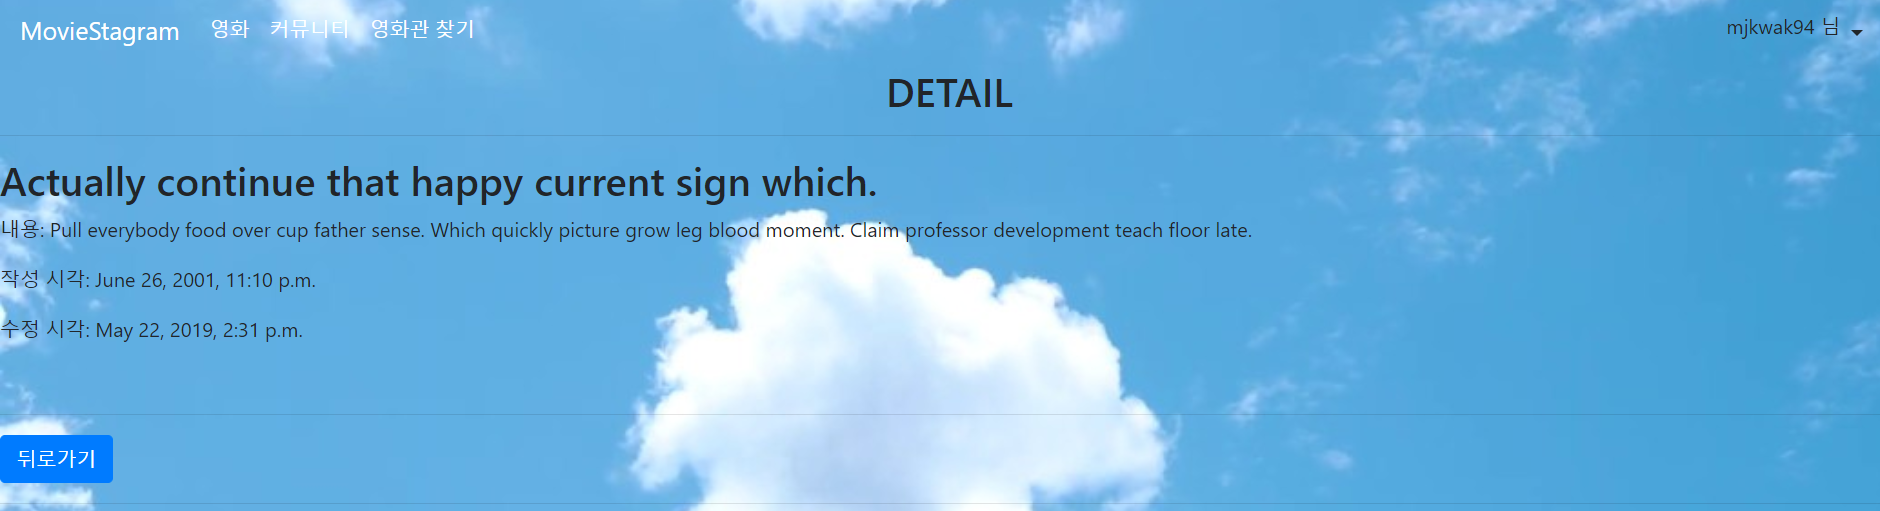 MovieStagram 영화 커뮤니티 영화관 찾기 mjkwak94 님
DETAIL
Actually continue that happy current sign which.
내용: Pull everybody food over cup father sense. Which quickly picture grow leg blood moment. Claim professor development teach floor late.
작성 시각: June 26, 2001, 11:10 p.m.
수정 시각: May 22, 2019, 2:31 p.m.
뒤로가기